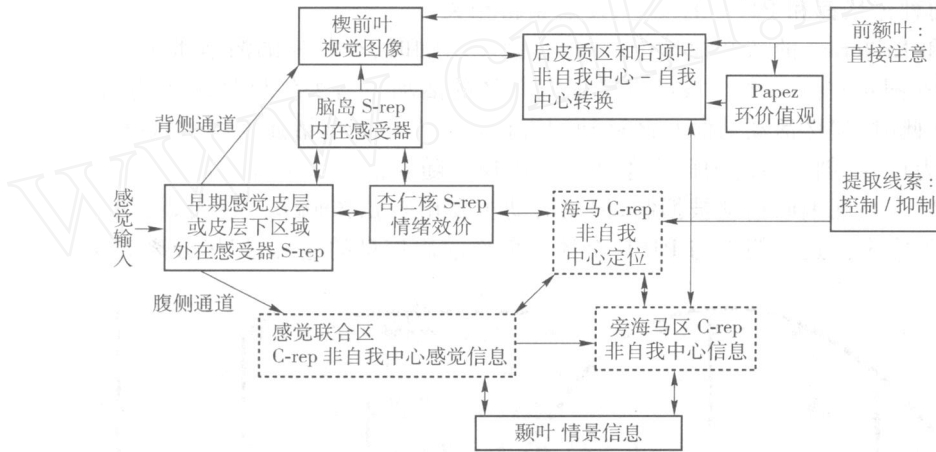 楔前叶
视觉图像
前额叶：
直接注意
后皮质区和后顶叶
非自我中心－自我
中心转换
Papez
环价值观
脑岛 S-rep
内在感受器
背侧通道
提取线索：
控制 / 抑制
感觉输入
早期感觉皮层
或皮层下区域
外在感受器 S-rep
杏仁核 S-rep
情绪效价
海马 C-rep
非自我
中心定位
腹侧通道
感觉联合区
C-rep 非自我中心感觉信息
旁海马区 C-rep
非自我中心信息
颞叶 情景信息
www.cnki.n